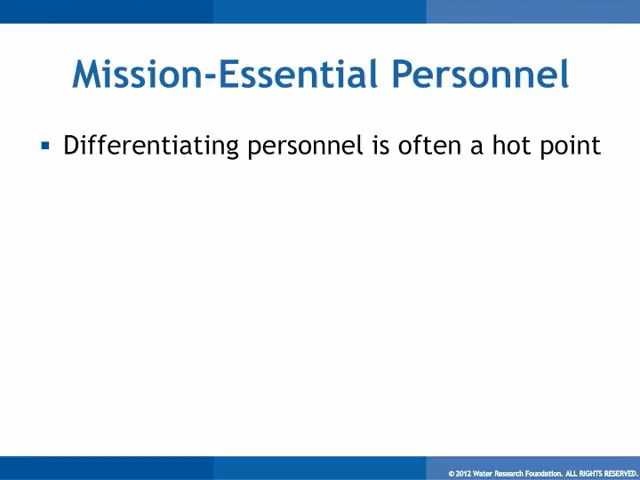 Mission-Essential Personnel
▪ Differentiating personnel is often a hot point
© 2012 Water Research Foundation. ALL RIGHTS RESERVED.